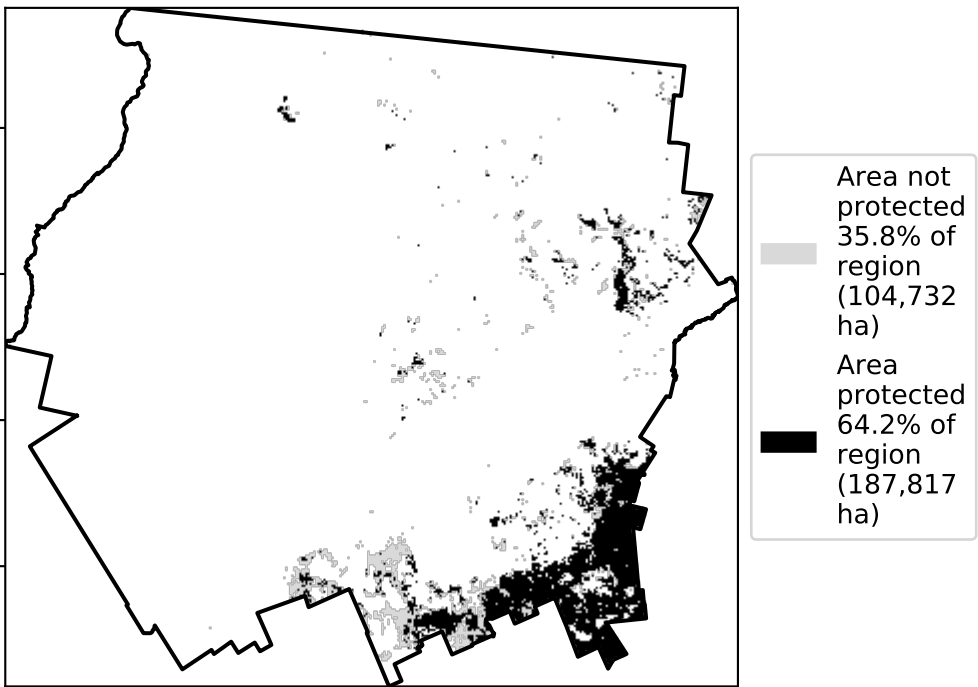 Area not
protected
35.8% of
region
(104,732
ha)
Area
protected
64.2% of
region
(187,817
ha)